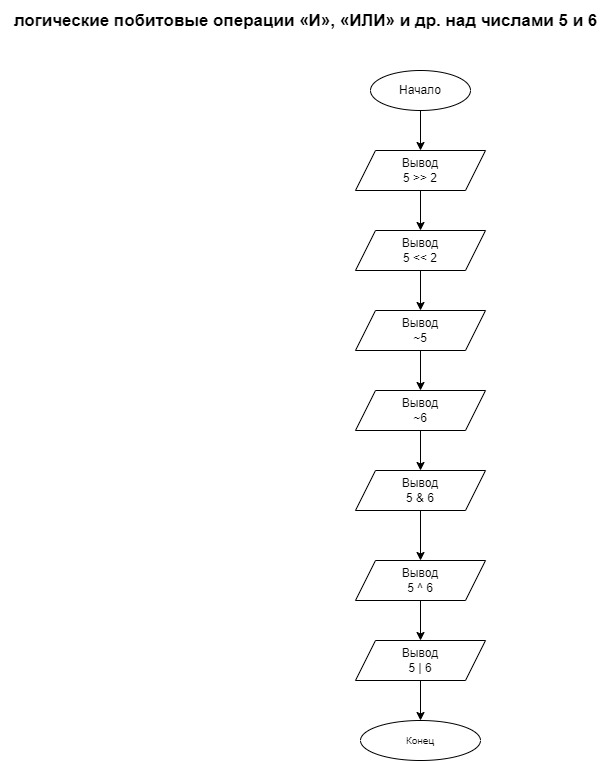 логические побитовые операции «И», «ИЛИ» и др. над числами 5 и 6
Начало
Вывод
5 >> 2
Вывод
5 << 2
Вывод
~5
Вывод
~6
Вывод
5 & 6
Вывод
5 ^ 6
Вывод
5 | 6
Конец